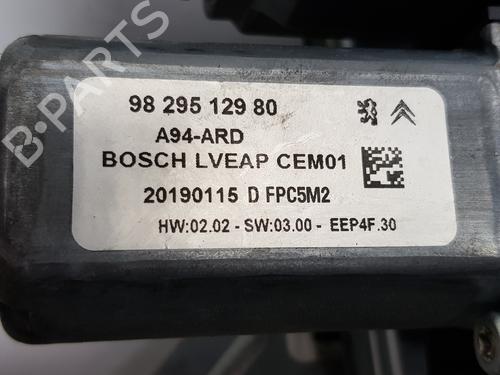 98 295 129 80
A94-ARD
BOSCH LVEAP CEM01
20190115 D FPC5M2
HW:02.02 - SW:03.00 - EEP4F.30
B-PARTS